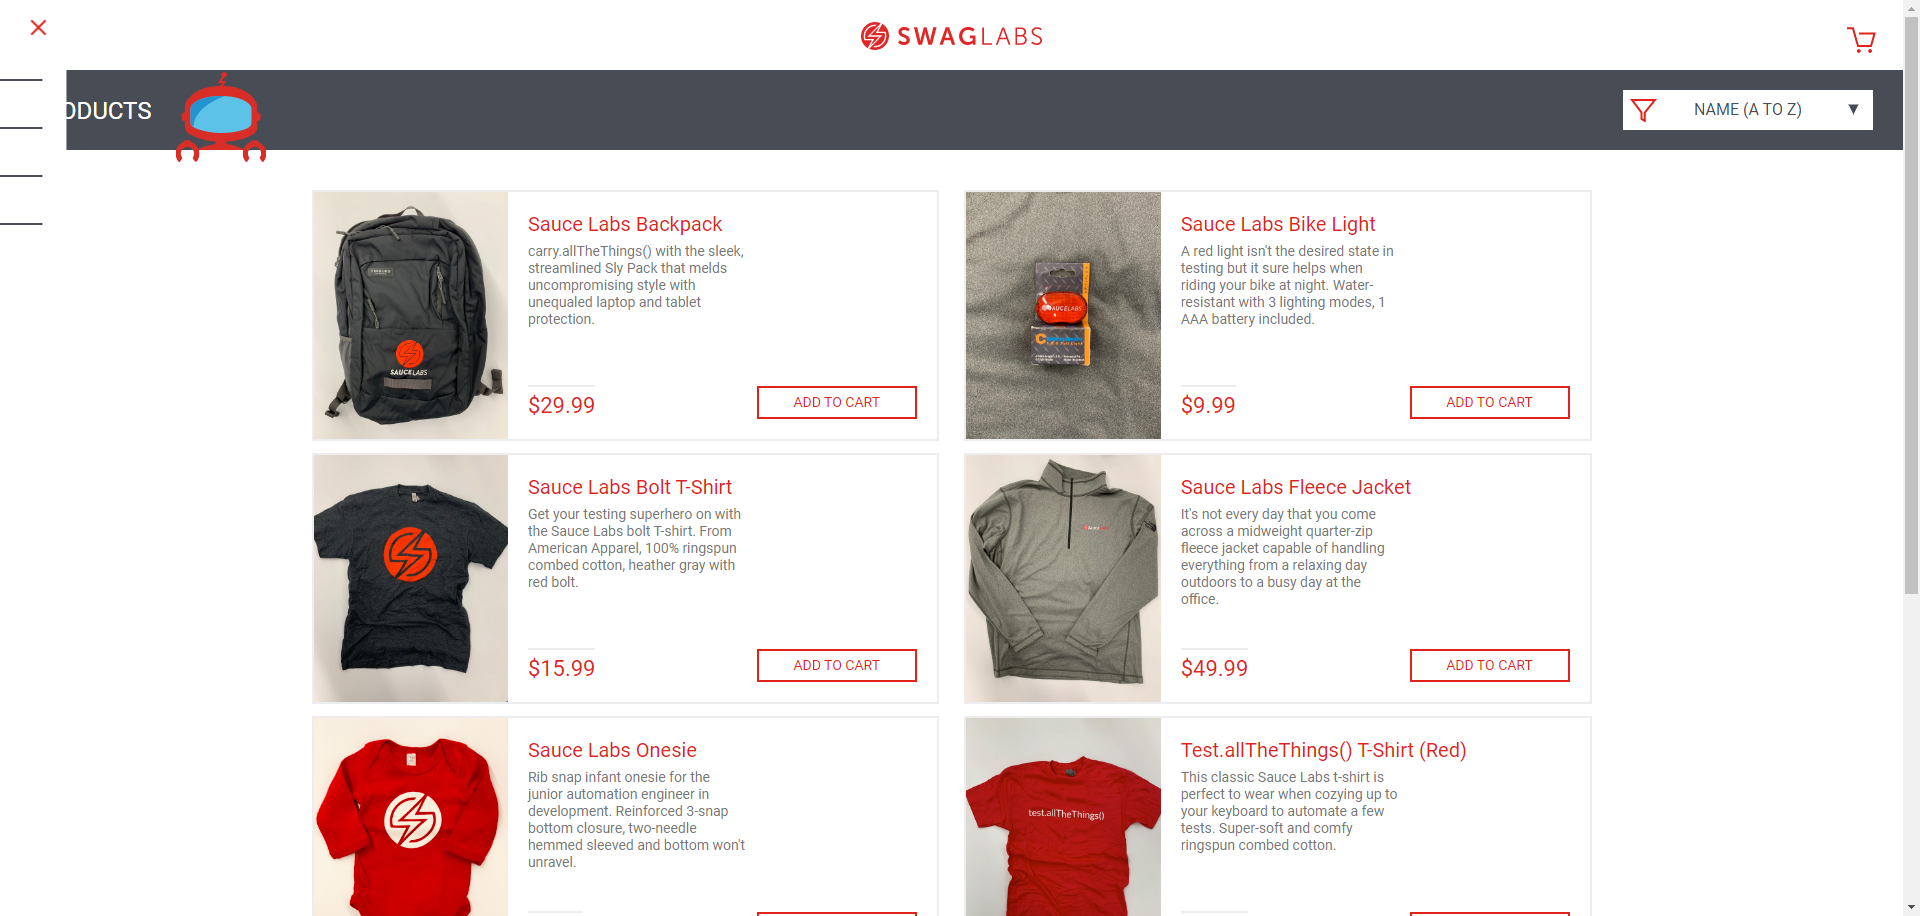 SWAGLABS
ODUCTS
NAME (A TO Z)
Sauce Labs Backpack
carry.allTheThings() with the sleek,
streamlined Sly Pack that melds
uncompromising style with
unequaled laptop and tablet
protection.
$29.99
ADD TO CART
SAUCELABS
Sauce Labs Bike Light
A red light isn't the desired state in
testing but it sure helps when
riding your bike at night. Water-
resistant with 3 lighting modes, 1
AAA battery included.
$9.99
ADD TO CART
SAUCELABS
Sauce Labs Bolt T-Shirt
Get your testing superhero on with
the Sauce Labs bolt T-shirt. From
American Apparel, 100% ringspun
combed cotton, heather gray with
red bolt.
$15.99
ADD TO CART
Sauce Labs Fleece Jacket
It's not every day that you come
across a midweight quarter-zip
fleece jacket capable of handling
everything from a relaxing day
outdoors to a busy day at the
office.
$49.99
ADD TO CART
Sauce Labs Onesie
Rib snap infant onesie for the
junior automation engineer in
development. Reinforced 3-snap
bottom closure, two-needle
hemmed sleeved and bottom won't
unravel.
Test.allTheThings() T-Shirt (Red)
This classic Sauce Labs t-shirt is
perfect to wear when cozying up to
your keyboard to automate a few
tests. Super-soft and comfy
ringspun combed cotton.
test.allTheThings()